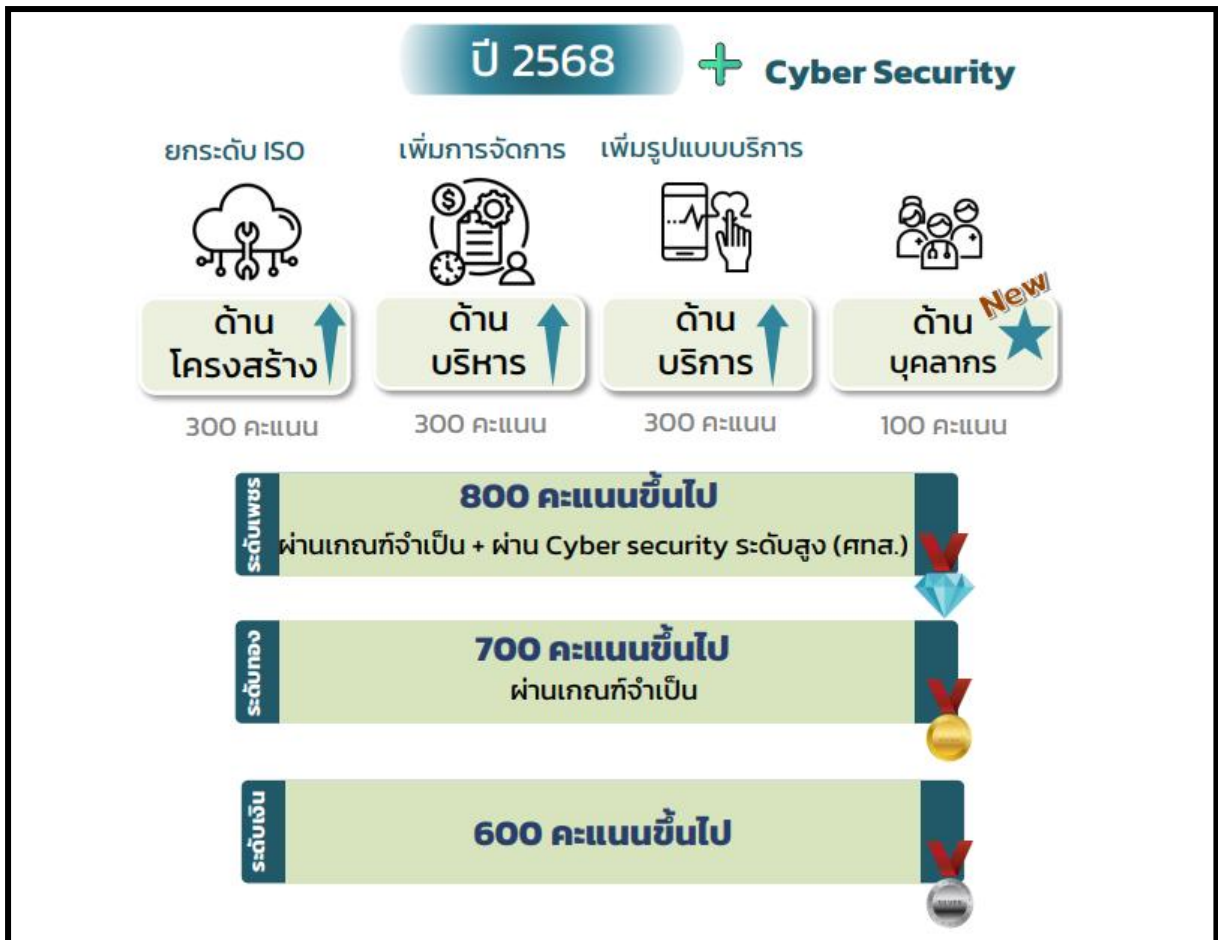 ปี 2568
Cyber Security
ยกระดับ ISO
เพิ่มการจัดการ
เพิ่มรูปแบบบริการ
ด้าน
โครงสร้าง
ด้าน
บริหาร
ด้าน
บริการ
New
ด้าน
บุคลากร
300 คะแนน
300 คะแนน
300 คะแนน
100 คะแนน
ระดับเพชร
800 คะแนนขึ้นไป
ผ่านเกณฑ์จำเป็น + ผ่าน Cyber security ระดับสูง (ศทส.)
ระดับทอง
700 คะแนนขึ้นไป
ผ่านเกณฑ์จำเป็น
ระดับเงิน
600 คะแนนขึ้นไป
SILVER